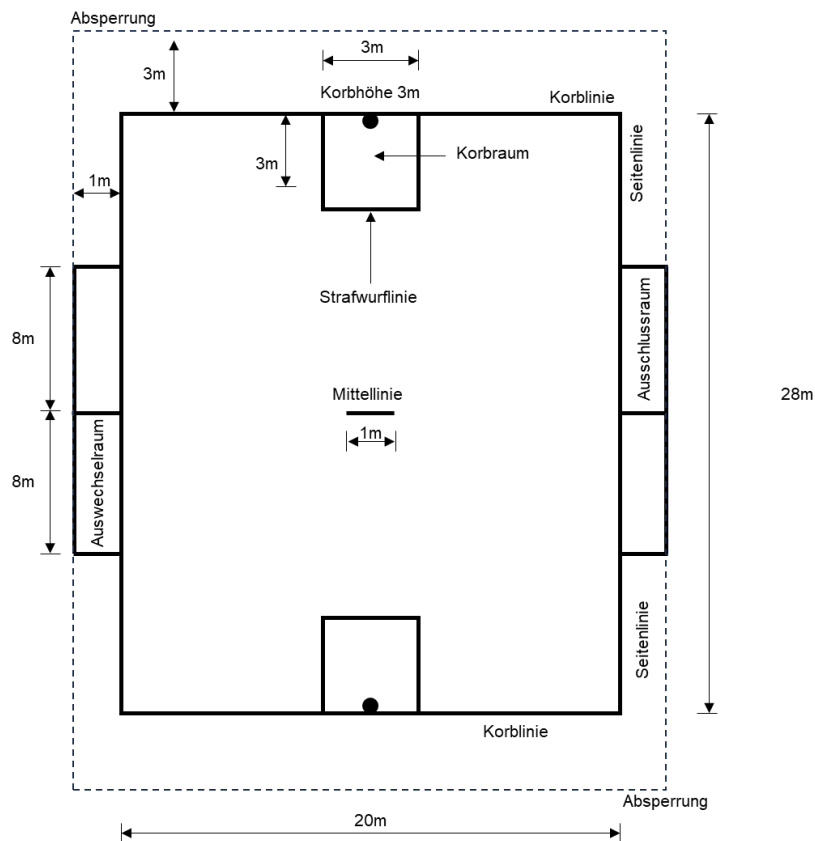 Absperrung
3m
3m
Korbhöhe 3m
Korblinie
Seitenlinie
3m
Korbraum
1m
Strafwurflinie
8m
Ausschlussraum
Mittellinie
28m
1m
8m
Auswechselraum
Seitenlinie
Korblinie
Absperrung
20m